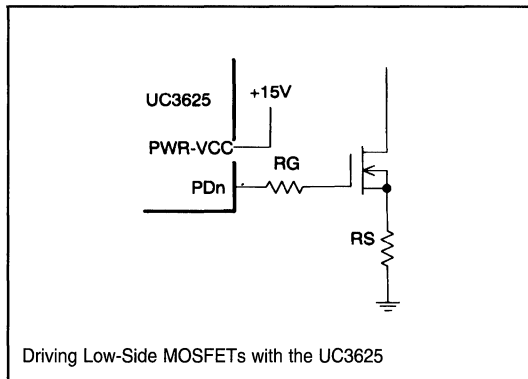 UC3625
+15V
PWR-VCC
RG
PDn
RS
Driving Low-Side MOSFETs with the UC3625